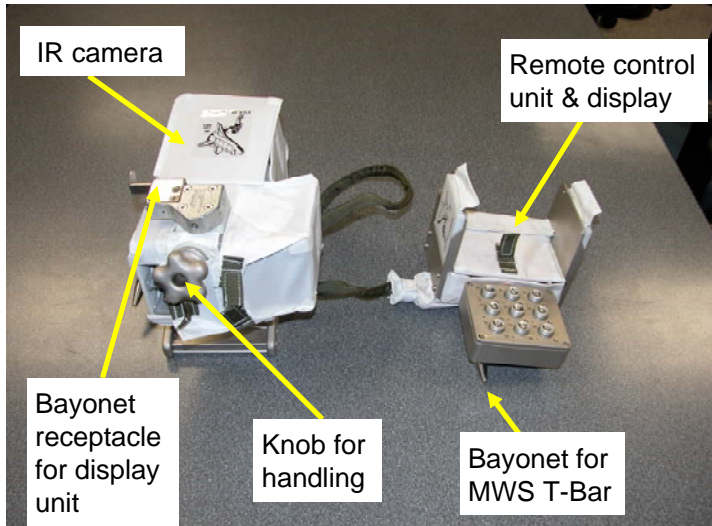 IR camera
Remote control
unit & display
Bayonet
receptacle
for display
unit
Knob for
handling
Bayonet for
MWS T-Bar